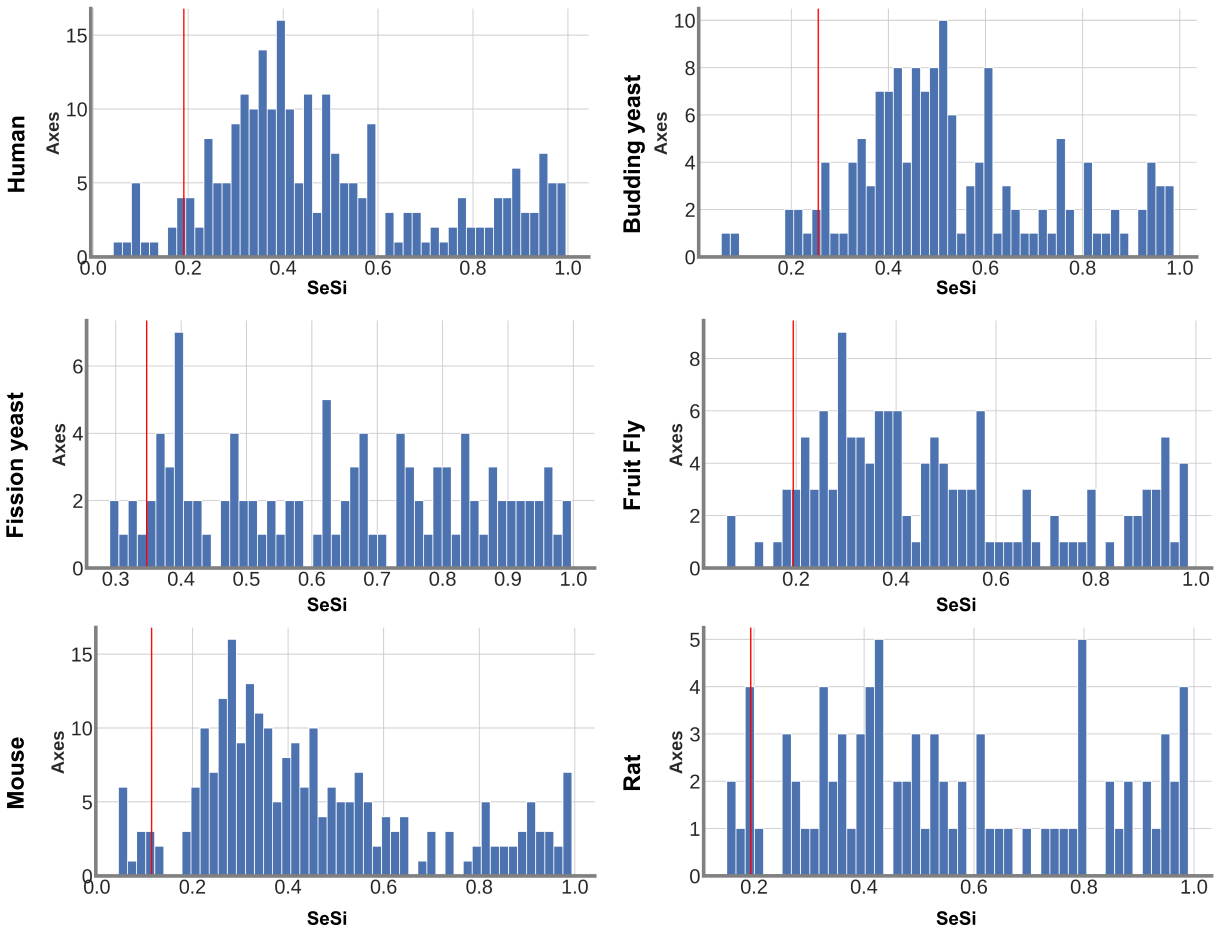 Human
Axes
15
10
5
0
0.0 0.2 0.4 0.6 0.8 1.0
SeSi
Budding yeast
Axes
10
8
6
4
2
0
0.2 0.4 0.6 0.8 1.0
SeSi
Fission yeast
Axes
6
4
2
0
0.3 0.4 0.5 0.6 0.7 0.8 0.9 1.0
SeSi
Fruit Fly
Axes
8
6
4
2
0
0.2 0.4 0.6 0.8 1.0
SeSi
Mouse
Axes
15
10
5
0
0.0 0.2 0.4 0.6 0.8 1.0
SeSi
Rat
Axes
5
4
3
2
1
0
0.2 0.4 0.6 0.8 1.0
SeSi